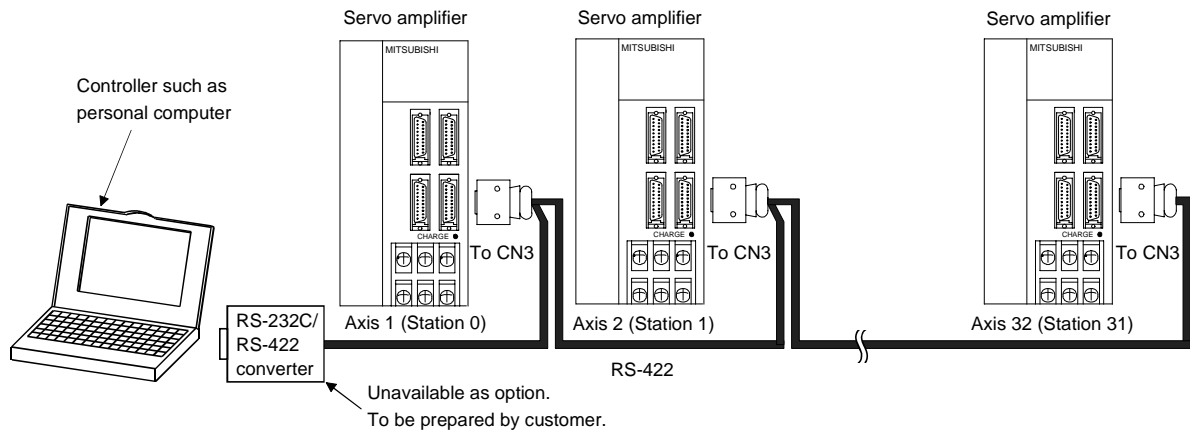 Servo amplifier
Servo amplifier
Servo amplifier
MITSUBISHI
MITSUBISHI
MITSUBISHI
Controller such as
personal computer
CHARGE
CHARGE
CHARGE
To CN3
To CN3
To CN3
Axis 1 (Station 0)
Axis 2 (Station 1)
Axis 32 (Station 31)
RS-232C/
RS-422
converter
RS-422
Unavailable as option.
To be prepared by customer.